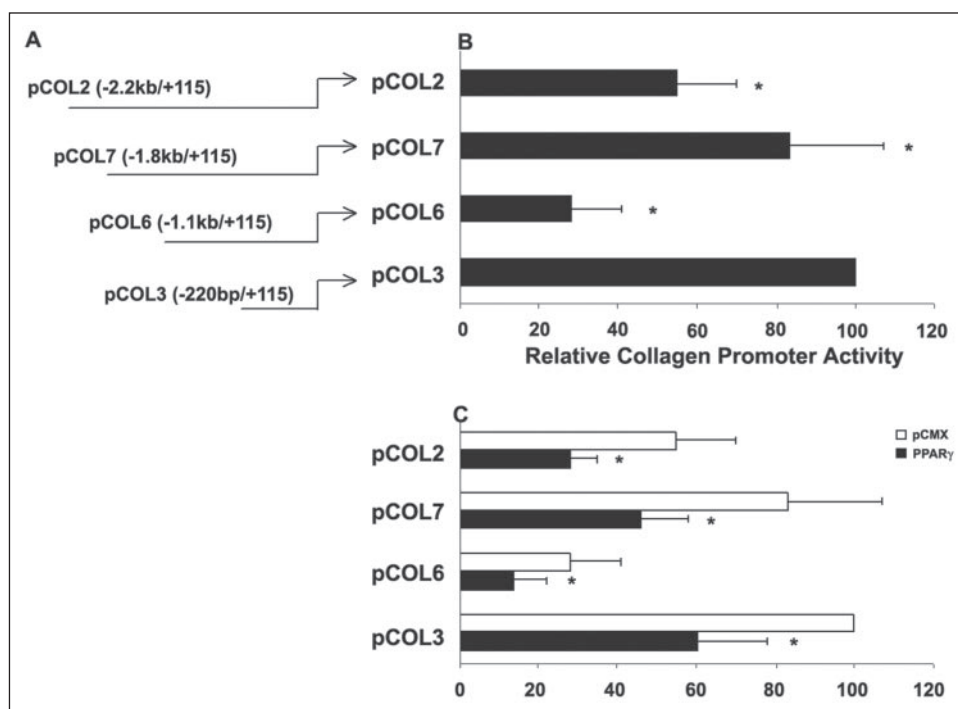 A
pCOL2 (-2.2kb/+115)
pCOL7 (-1.8kb/+115)
pCOL6 (-1.1kb/+115)
pCOL3 (-220bp/+115)
B
pCOL2
*
pCOL7
*
pCOL6
*
pCOL3
0 20 40 60 80 100 120
Relative Collagen Promoter Activity
C
pCMX
PPARγ
pCOL2
*
pCOL7
*
pCOL6
*
pCOL3
*
0 20 40 60 80 100 120